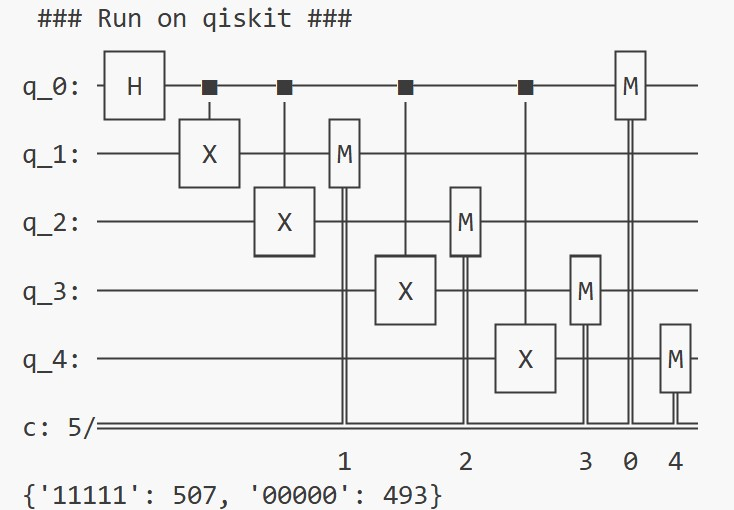 ### Run on qiskit ###
q_0: H ■ ■ ■ ■ M
q_1: X M
q_2: X M
q_3: X M
q_4: X M
c: 5/
1 2 3 0 4
{'11111': 507, '00000': 493}